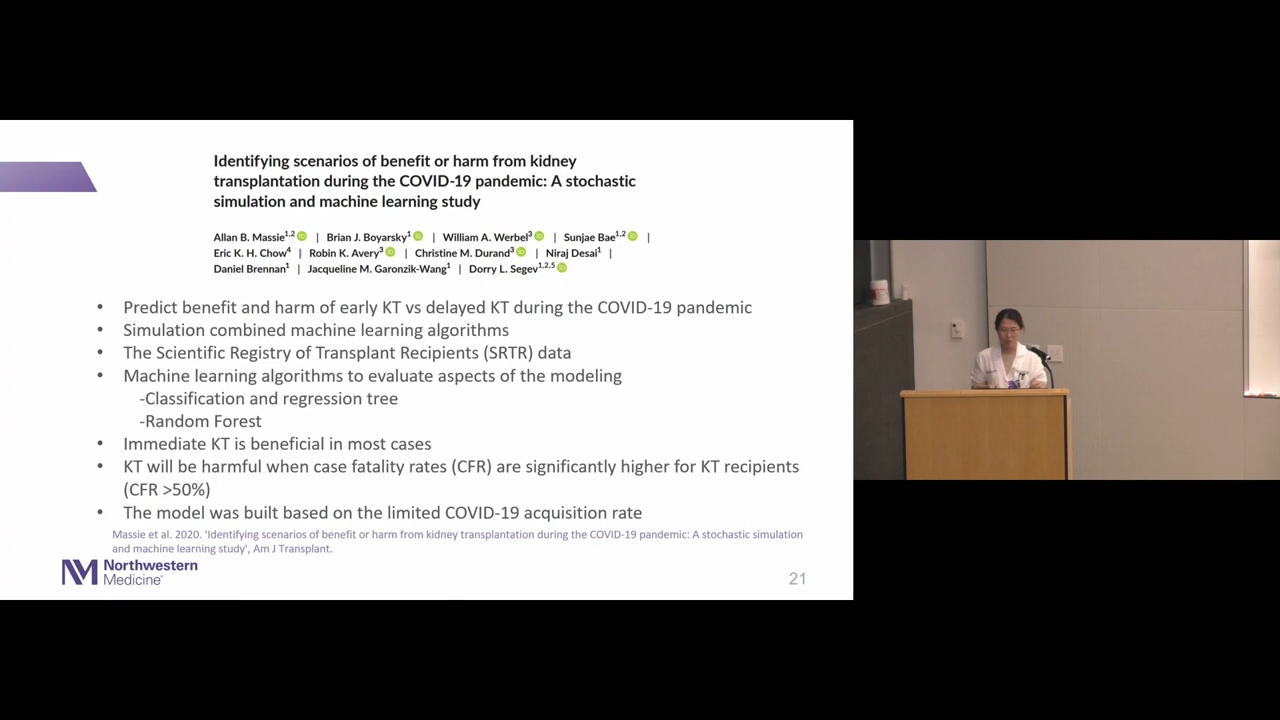 Identifying scenarios of benefit or harm from kidney
transplantation during the COVID-19 pandemic: A stochastic
simulation and machine learning study
Allan B. Massie1,2 | Brian J. Boyarsky1 | William A. Werbel3 | Sunjae Bae1,2 |
Eric K. H. Chow4 | Robin K. Avery3 | Christine M. Durand3 | Niraj Desai1 |
Daniel Brennan1 | Jacqueline M. Garonzik-Wang1 | Dorry L. Segev1,2,5
• Predict benefit and harm of early KT vs delayed KT during the COVID-19 pandemic
• Simulation combined machine learning algorithms
• The Scientific Registry of Transplant Recipients (SRTR) data
• Machine learning algorithms to evaluate aspects of the modeling
-Classification and regression tree
-Random Forest
• Immediate KT is beneficial in most cases
• KT will be harmful when case fatality rates (CFR) are significantly higher for KT recipients
(CFR >50%)
• The model was built based on the limited COVID-19 acquisition rate
Massie et al. 2020. 'Identifying scenarios of benefit or harm from kidney transplantation during the COVID-19 pandemic: A stochastic simulation
and machine learning study', Am J Transplant.
Northwestern
Medicine
21